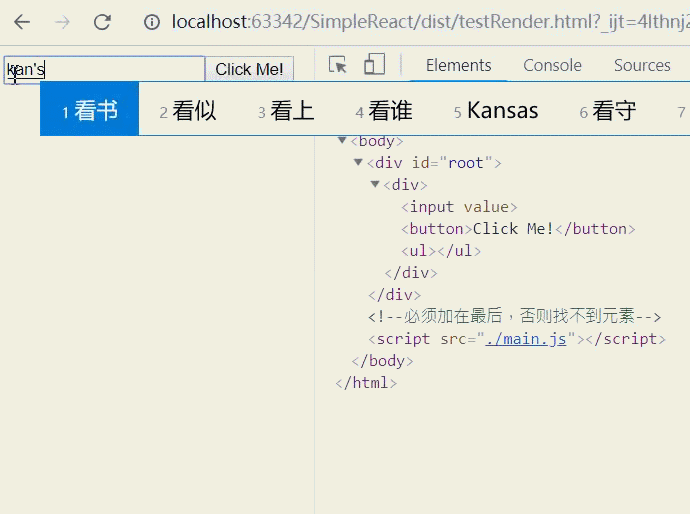 localhost:63342/SimpleReact/dist/testRender.html?_ijt=4lthnj2
kan's Click Me! Elements Console Sources
1 看书 2 看似 3 看上 4 看谁 5 Kansas 6 看守 7
<body>
<div id="root">
<div>
<input value>
<button>Click Me!</button>
<ul></ul>
</div>
</div>
<!--必须加在最后，否则找不到元素-->
<script src="./main.js"></script>
</body>
</html>